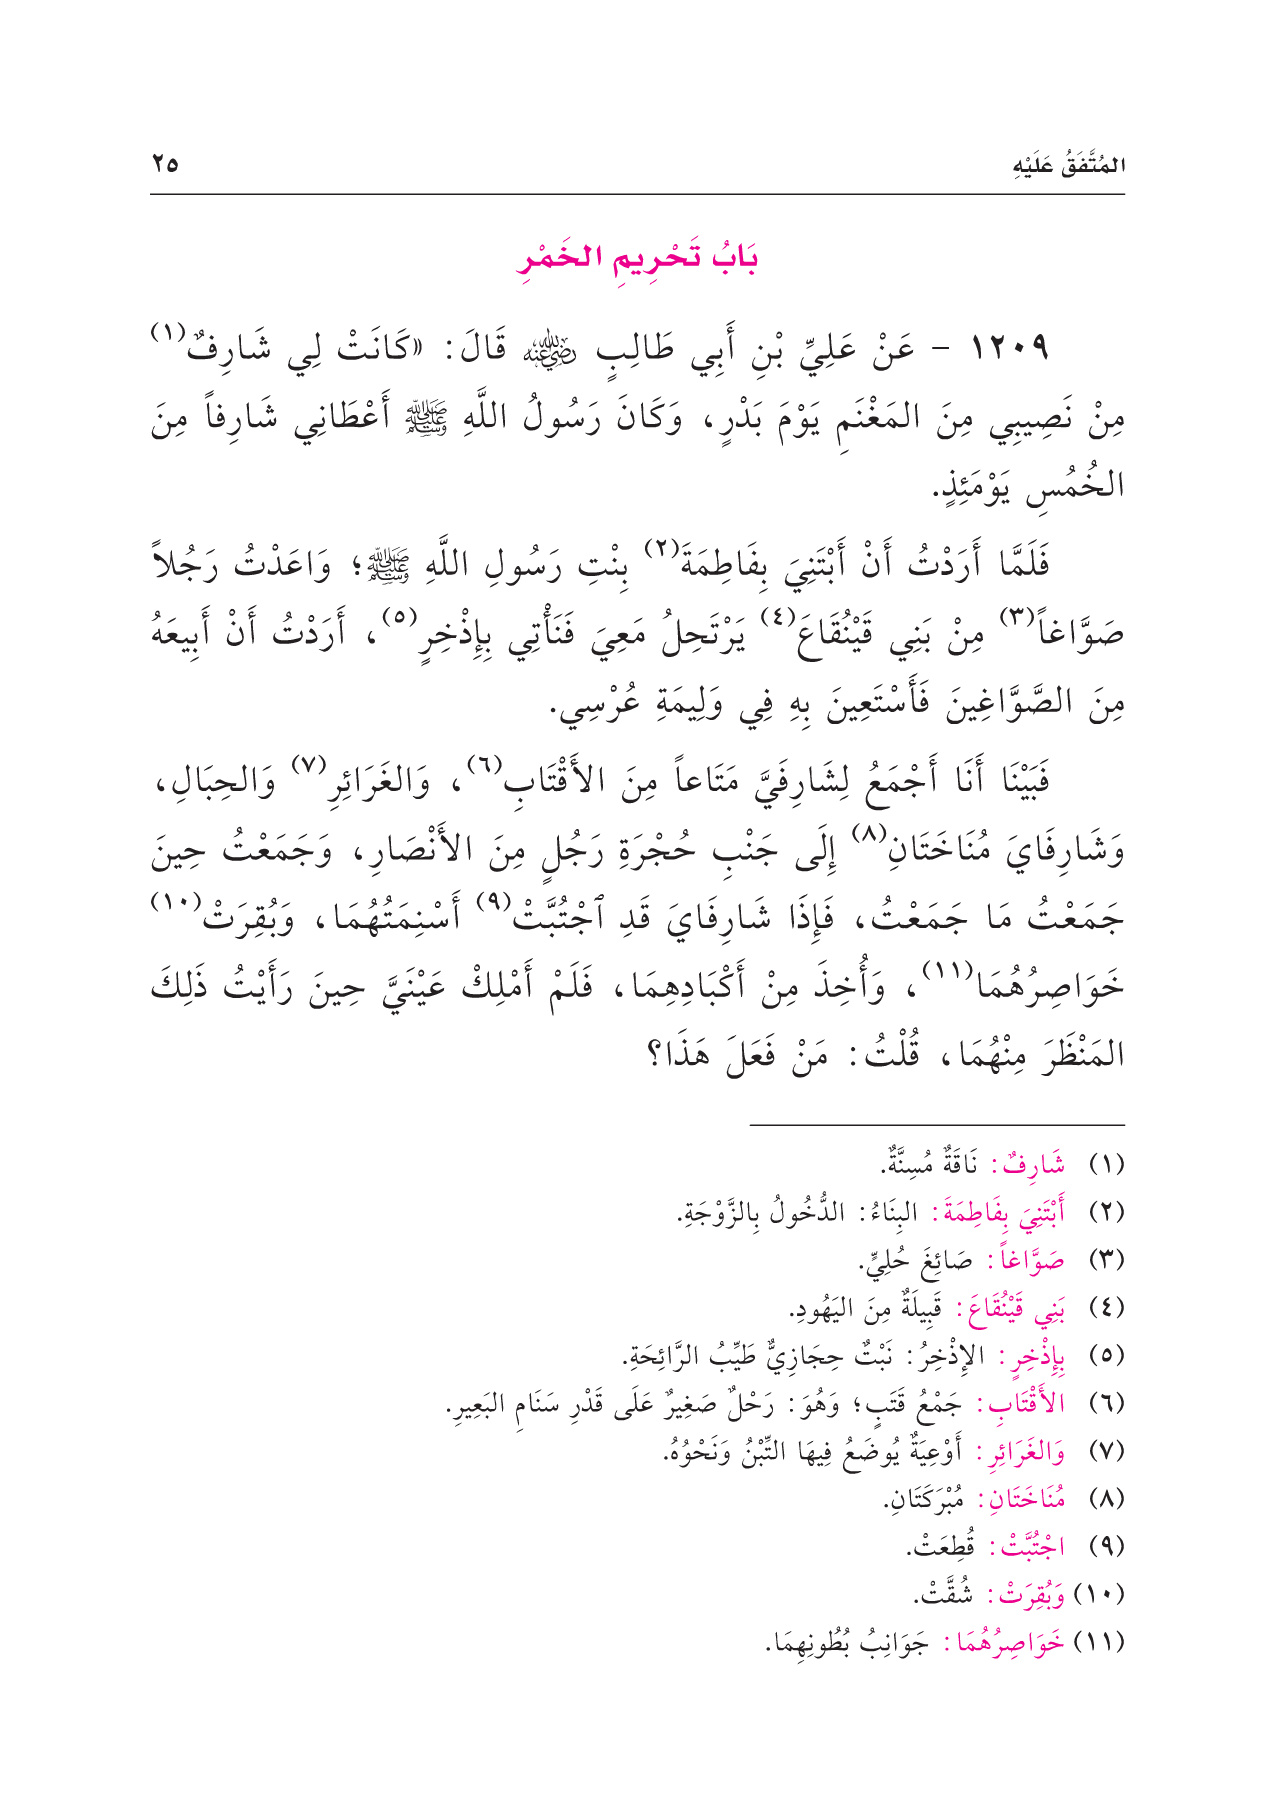 المُتَّفَقُ عَلَيْهِ ٢٥
بَابُ تَحْرِيمِ الخَمْرِ
١٢٠٩ - عَنْ عَلِيِّ بْنِ أَبِي طَالِبٍ رضي الله عنه قَالَ: «كَانَتْ لِي شَارِفٌ(١)
مِنْ نَصِيبِي مِنَ المَغْنَمِ يَوْمَ بَدْرٍ، وَكَانَ رَسُولُ اللَّهِ ﷺ أَعْطَانِي شَارِفاً مِنَ
الخُمُسِ يَوْمَئِذٍ.
فَلَمَّا أَرَدْتُ أَنْ أَبْتَنِيَ بِفَاطِمَةَ(٢) بِنْتِ رَسُولِ اللَّهِ ﷺ؛ وَاعَدْتُ رَجُلاً
صَوَّاغاً(٣) مِنْ بَنِي قَيْنُقَاعَ(٤) يَرْتَحِلُ مَعِيَ فَنَأْتِي بِإِذْخِرٍ(٥)، أَرَدْتُ أَنْ أَبِيعَهُ
مِنَ الصَّوَّاغِينَ فَأَسْتَعِينَ بِهِ فِي وَلِيمَةِ عُرْسِي.
فَبَيْنَا أَنَا أَجْمَعُ لِشَارِفَيَّ مَتَاعاً مِنَ الأَقْتَابِ(٦)، وَالغَرَائِرِ(٧) وَالحِبَالِ،
وَشَارِفَايَ مُنَاخَتَانِ(٨) إِلَى جَنْبِ حُجْرَةِ رَجُلٍ مِنَ الأَنْصَارِ، وَجَمَعْتُ حِينَ
جَمَعْتُ مَا جَمَعْتُ، فَإِذَا شَارِفَايَ قَدِ ٱجْتُبَّتْ(٩) أَسْنِمَتُهُمَا، وَبُقِرَتْ(١٠)
خَوَاصِرُهُمَا(١١)، وَأُخِذَ مِنْ أَكْبَادِهِمَا، فَلَمْ أَمْلِكْ عَيْنَيَّ حِينَ رَأَيْتُ ذَلِكَ
المَنْظَرَ مِنْهُمَا، قُلْتُ: مَنْ فَعَلَ هَذَا؟
(١) شَارِفٌ: نَاقَةٌ مُسِنَّةٌ.
(٢) أَبْتَنِيَ بِفَاطِمَةَ: البِنَاءُ: الدُّخُولُ بِالزَّوْجَةِ.
(٣) صَوَّاغاً: صَائِغَ حُلِيٍّ.
(٤) بَنِي قَيْنُقَاعَ: قَبِيلَةٌ مِنَ اليَهُودِ.
(٥) بِإِذْخِرٍ: الإِذْخِرُ: نَبْتٌ حِجَازِيٌّ طَيِّبُ الرَّائِحَةِ.
(٦) الأَقْتَابِ: جَمْعُ قَتَبٍ؛ وَهُوَ: رَحْلٌ صَغِيرٌ عَلَى قَدْرِ سَنَامِ البَعِيرِ.
(٧) وَالغَرَائِرِ: أَوْعِيَةٌ يُوضَعُ فِيهَا التِّبْنُ وَنَحْوُهُ.
(٨) مُنَاخَتَانِ: مُبْرَكَتَانِ.
(٩) اجْتُبَّتْ: قُطِعَتْ.
(١٠) وَبُقِرَتْ: شُقَّتْ.
(١١) خَوَاصِرُهُمَا: جَوَانِبُ بُطُونِهِمَا.